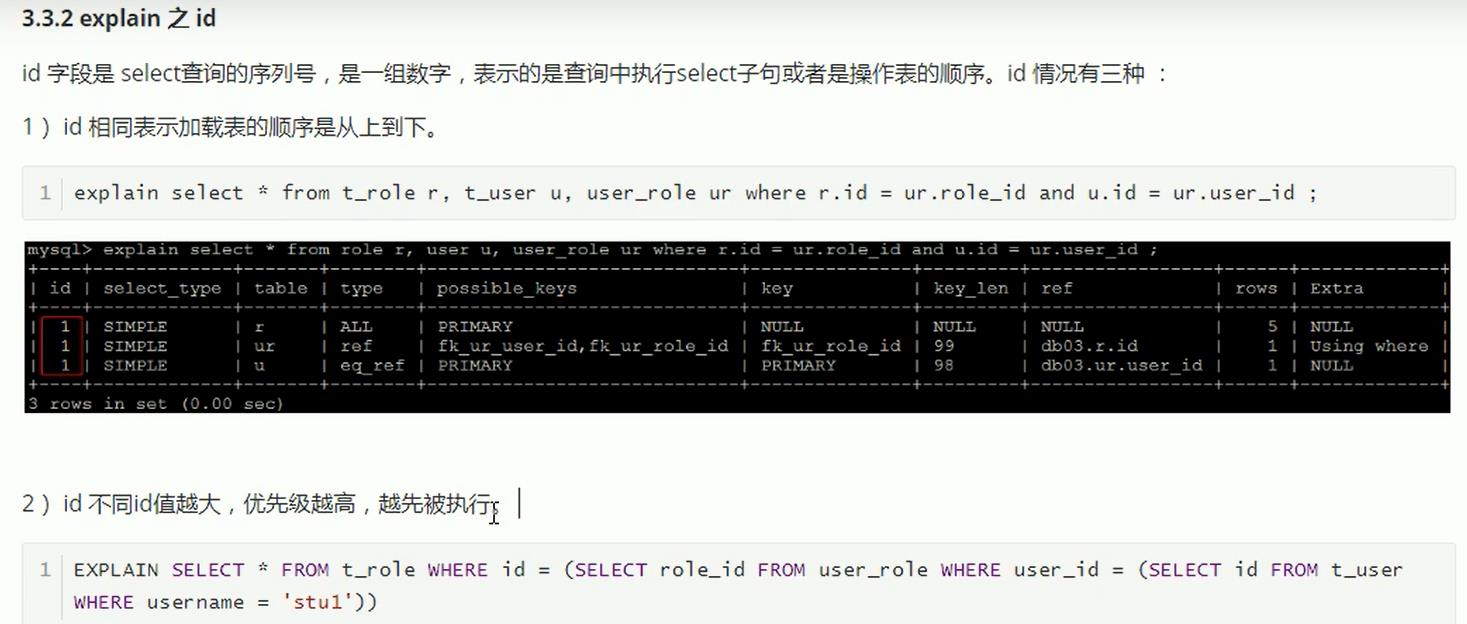 3.3.2 explain 之 id
id 字段是 select查询的序列号，是一组数字，表示的是查询中执行select子句或者是操作表的顺序。id 情况有三种 ：
1 ）id 相同表示加载表的顺序是从上到下。
1 explain select * from t_role r, t_user u, user_role ur where r.id = ur.role_id and u.id = ur.user_id ;
mysql> explain select * from role r, user u, user_role ur where r.id = ur.role_id and u.id = ur.user_id ;
+----+-------------+-------+--------+---------------------------+---------------+---------+-----------------+------+-------------+
| id | select_type | table | type | possible_keys | key | key_len | ref | rows | Extra |
+----+-------------+-------+--------+---------------------------+---------------+---------+-----------------+------+-------------+
| 1 | SIMPLE | r | ALL | PRIMARY | NULL | NULL | NULL | 5 | NULL |
| 1 | SIMPLE | ur | ref | fk_ur_user_id,fk_ur_role_id | fk_ur_role_id | 99 | db03.r.id | 1 | Using where |
| 1 | SIMPLE | u | eq_ref | PRIMARY | PRIMARY | 98 | db03.ur.user_id | 1 | NULL |
+----+-------------+-------+--------+---------------------------+---------------+---------+-----------------+------+-------------+
3 rows in set (0.00 sec)
2 ）id 不同id值越大，优先级越高，越先被执行。
1 EXPLAIN SELECT * FROM t_role WHERE id = (SELECT role_id FROM user_role WHERE user_id = (SELECT id FROM t_user
WHERE username = 'stu1'))